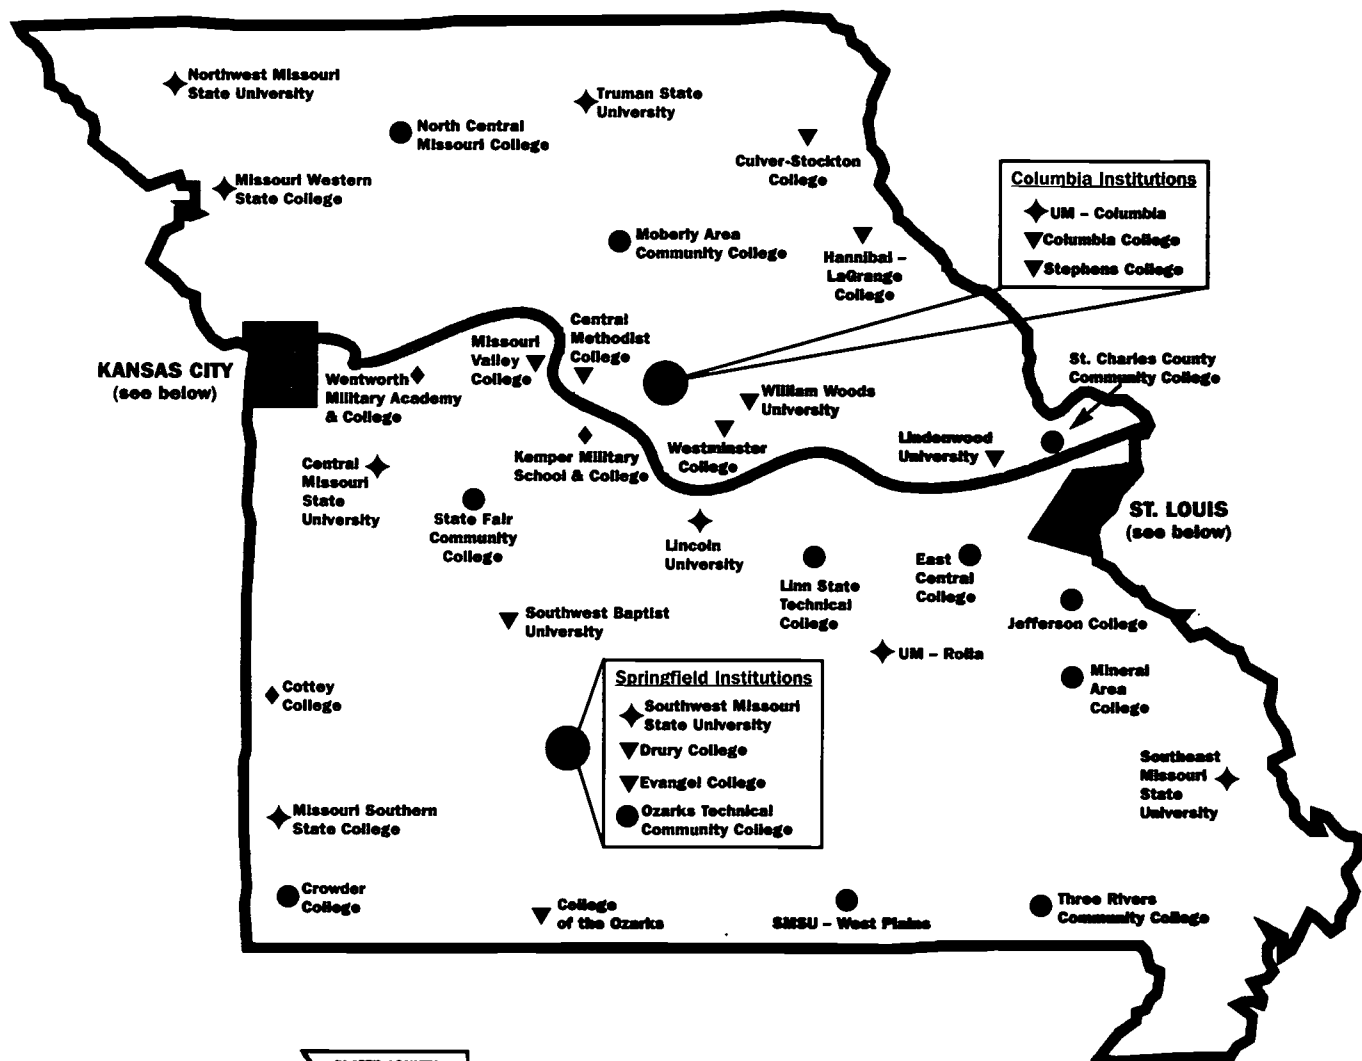 Northwest Missouri
State University
Truman State
University
North Central
Missouri College
Culver-Stockton
College
Columbia Institutions
UM – Columbia
Columbia College
Stephens College
Missouri Western
State College
Moberly Area
Community College
Hannibal –
LaGrange
College
Central
Methodist
College
Missouri
Valley
College
KANSAS CITY
(see below)
Wentworth
Military Academy
& College
St. Charles County
Community College
William Woods
University
Westminster
College
Lindenwood
University
Kemper Military
School & College
Central
Missouri
State
University
State Fair
Community
College
ST. LOUIS
(see below)
Lincoln
University
Linn State
Technical
College
East
Central
College
Jefferson College
Southwest Baptist
University
UM – Rolla
Mineral
Area
College
Cottey
College
Springfield Institutions
Southwest Missouri
State University
Drury College
Evangel College
Ozarks Technical
Community College
Southeast
Missouri
State
University
Missouri Southern
State College
Crowder
College
College
of the Ozarks
SMSU – West Plains
Three Rivers
Community College